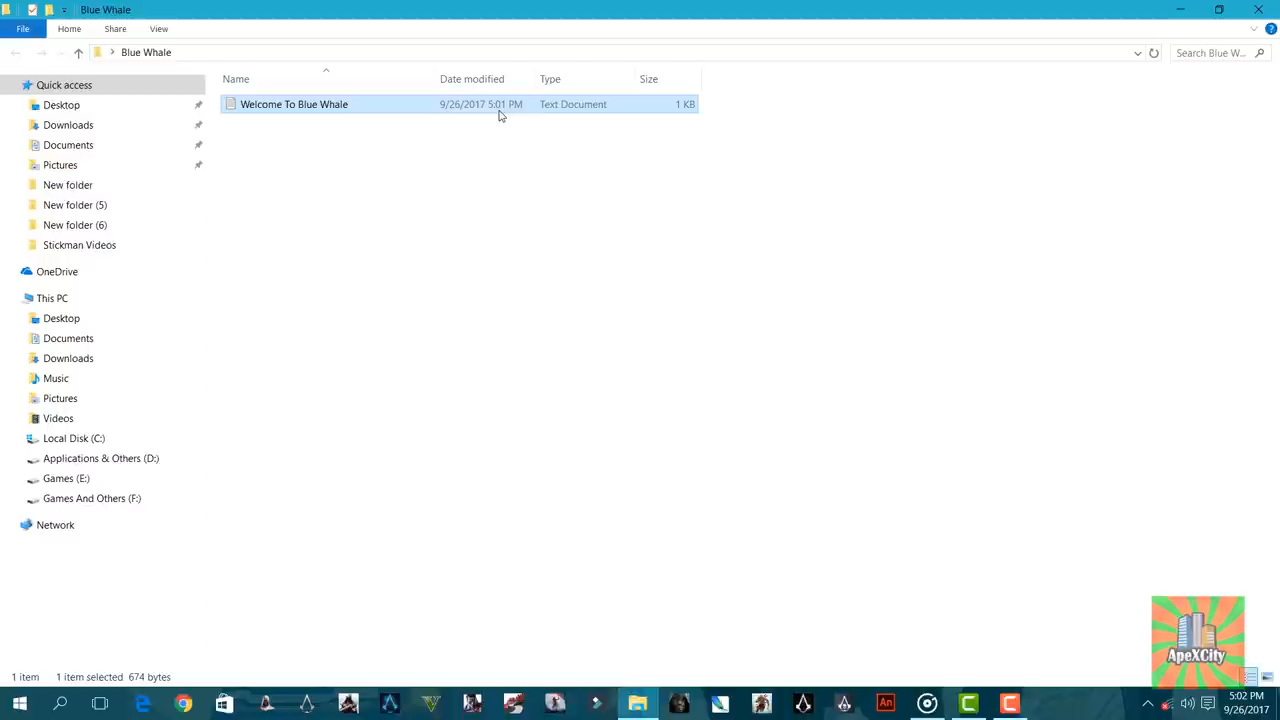 Blue Whale
File Home Share View
Blue Whale Search Blue W...
Name Date modified Type Size
Quick access
Welcome To Blue Whale 9/26/2017 5:01 PM Text Document 1 KB
Desktop
Downloads
Documents
Pictures
New folder
New folder (5)
New folder (6)
Stickman Videos
OneDrive
This PC
Desktop
Documents
Downloads
Music
Pictures
Videos
Local Disk (C:)
Applications & Others (D:)
Games (E:)
Games And Others (F:)
Network
ApeXCity
1 item 1 item selected 674 bytes
An
5:02 PM
9/26/2017